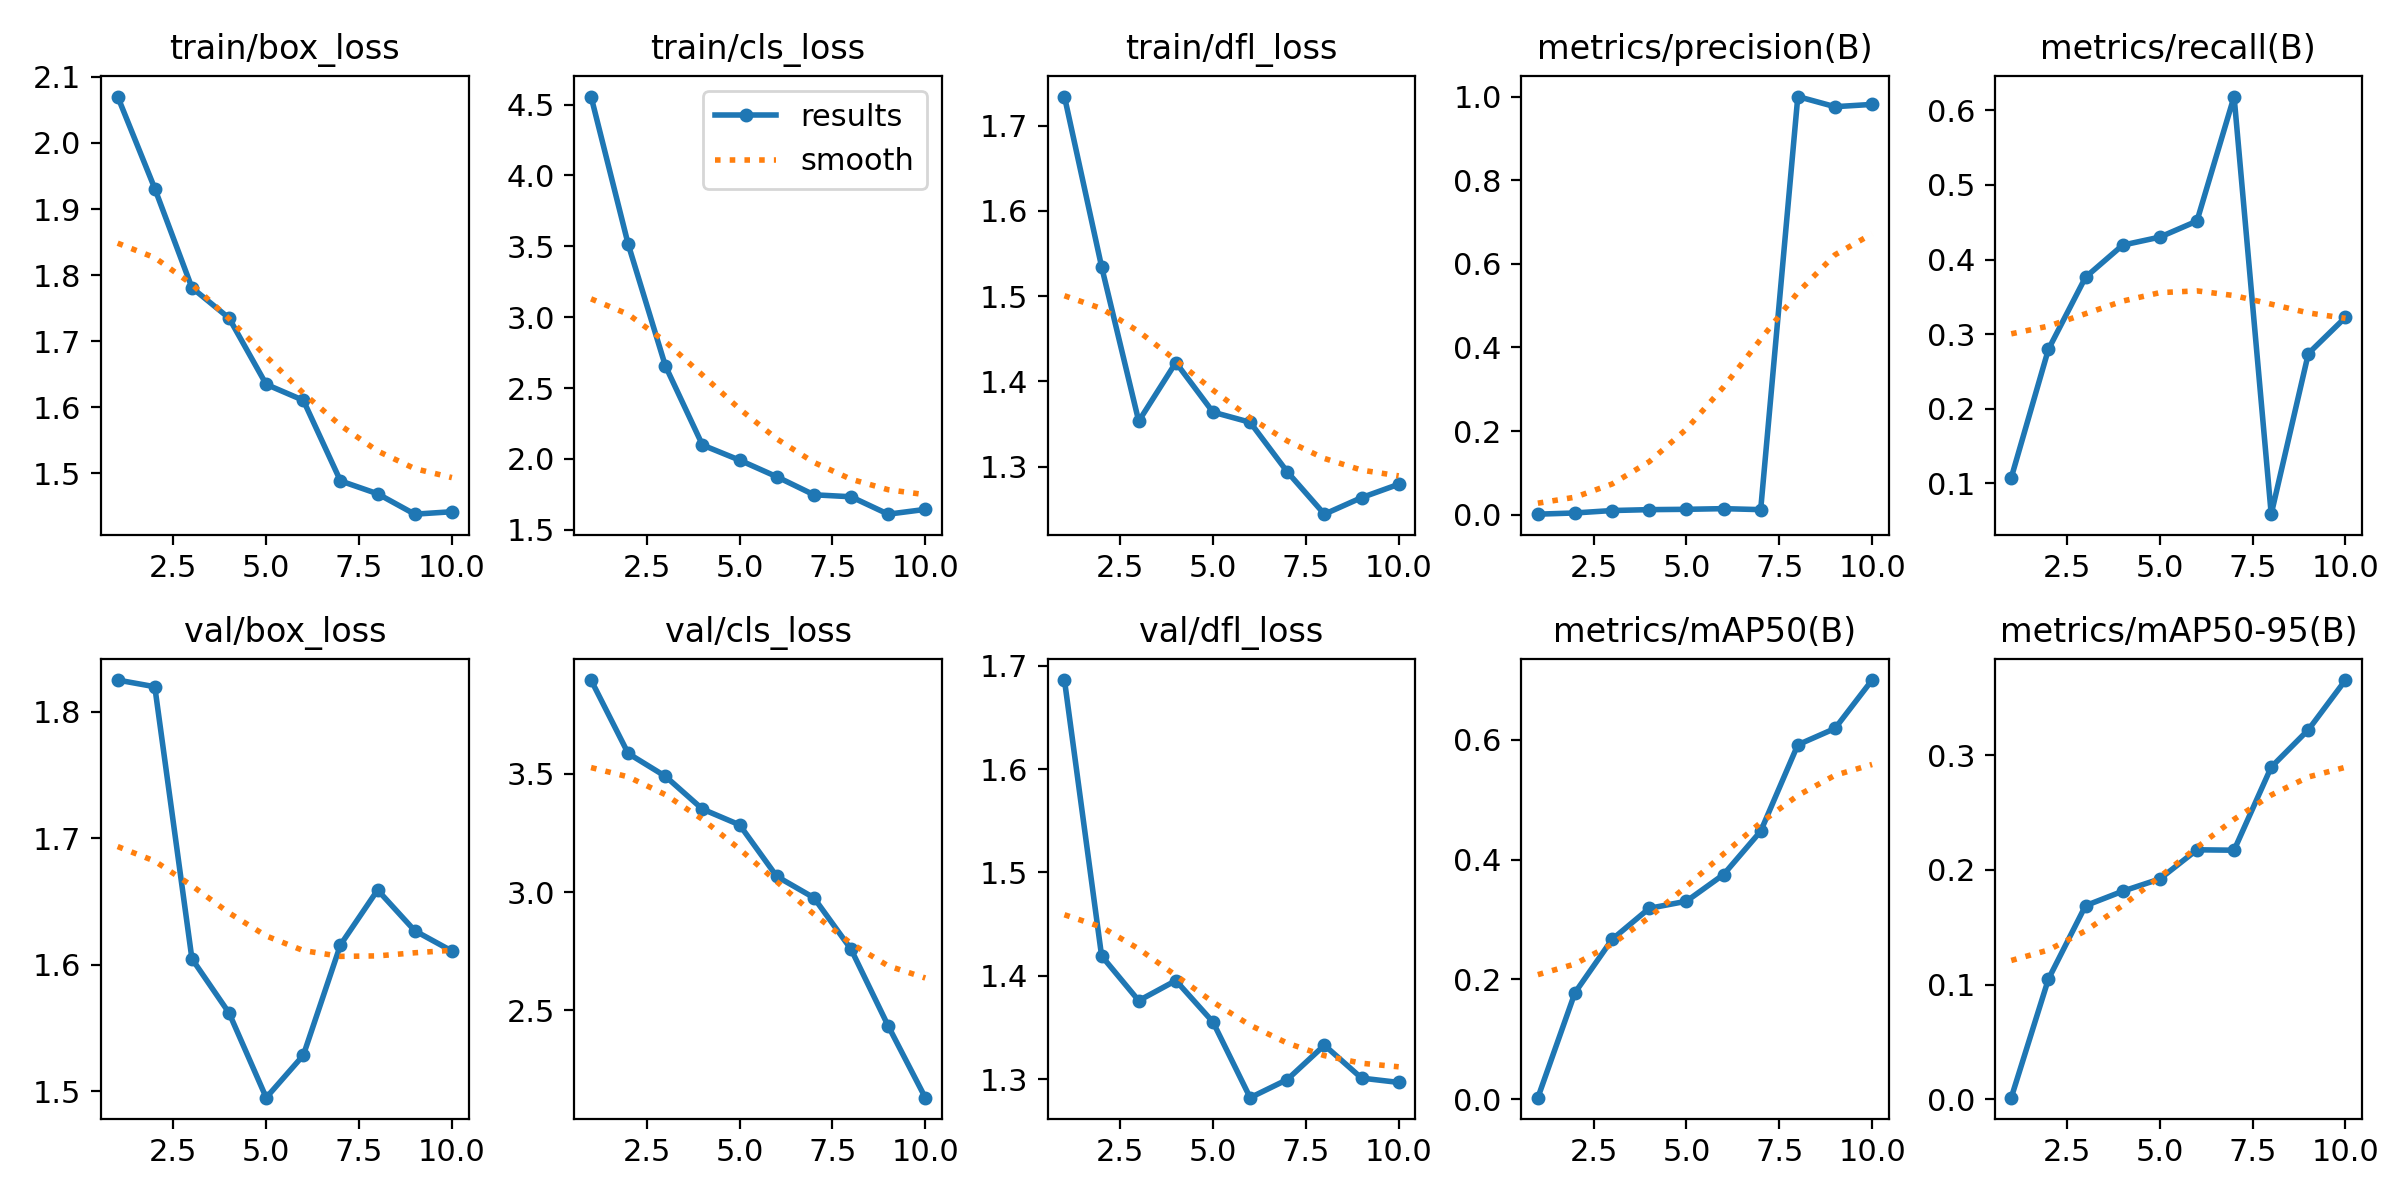 train/box_loss
2.1
2.0
1.9
1.8
1.7
1.6
1.5
2.5 5.0 7.5 10.0
train/cls_loss
results
smooth
4.5
4.0
3.5
3.0
2.5
2.0
1.5
2.5 5.0 7.5 10.0
train/dfl_loss
1.7
1.6
1.5
1.4
1.3
2.5 5.0 7.5 10.0
metrics/precision(B)
1.0
0.8
0.6
0.4
0.2
0.0
2.5 5.0 7.5 10.0
metrics/recall(B)
0.6
0.5
0.4
0.3
0.2
0.1
2.5 5.0 7.5 10.0
val/box_loss
1.8
1.7
1.6
1.5
2.5 5.0 7.5 10.0
val/cls_loss
3.5
3.0
2.5
2.5 5.0 7.5 10.0
val/dfl_loss
1.7
1.6
1.5
1.4
1.3
2.5 5.0 7.5 10.0
metrics/mAP50(B)
0.6
0.4
0.2
0.0
2.5 5.0 7.5 10.0
metrics/mAP50-95(B)
0.3
0.2
0.1
0.0
2.5 5.0 7.5 10.0